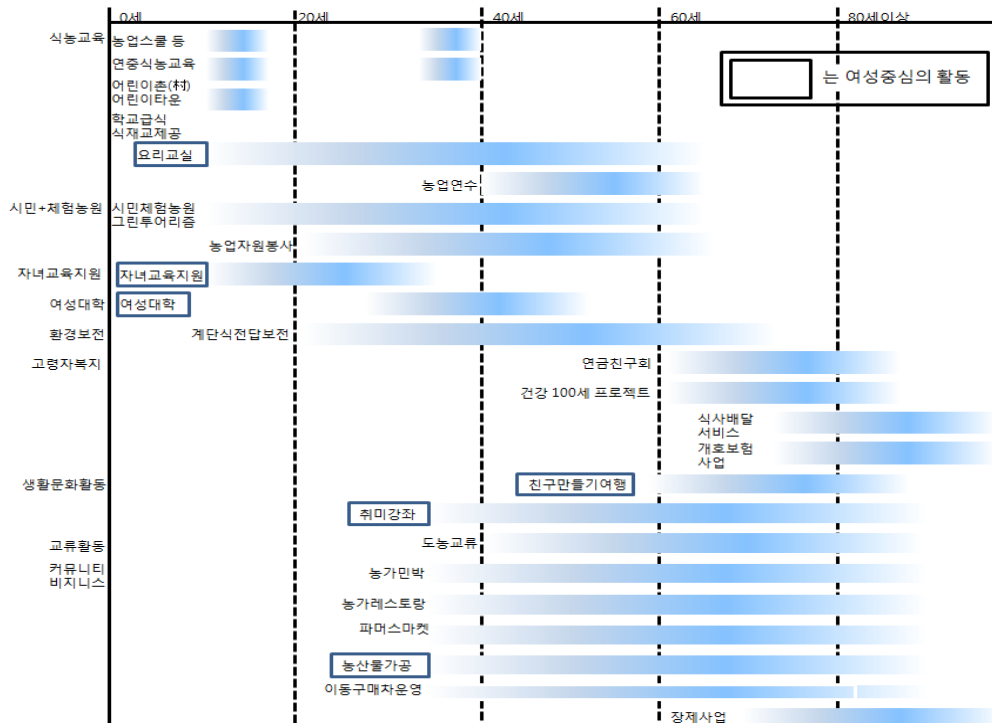 0세 20세 40세 60세 80세이상
식농교육 농업스쿨 등
연중식농교육
어린이촌(村)
어린이타운
는 여성중심의 활동
학교급식
식재교제공
요리교실
농업연수
시민+체험농원 시민체험농원
그린투어리즘
농업자원봉사
자녀교육지원 자녀교육지원
여성대학 여성대학
환경보전 계단식전답보전
고령자복지 연금친구회
건강 100세 프로젝트
식사배달
서비스
개호보험
사업
생활문화활동 친구만들기여행
취미강좌
교류활동 도농교류
커뮤니티
비지니스
농가민박
농가레스토랑
파머스마켓
농산물가공
이동구매차운영
장제사업